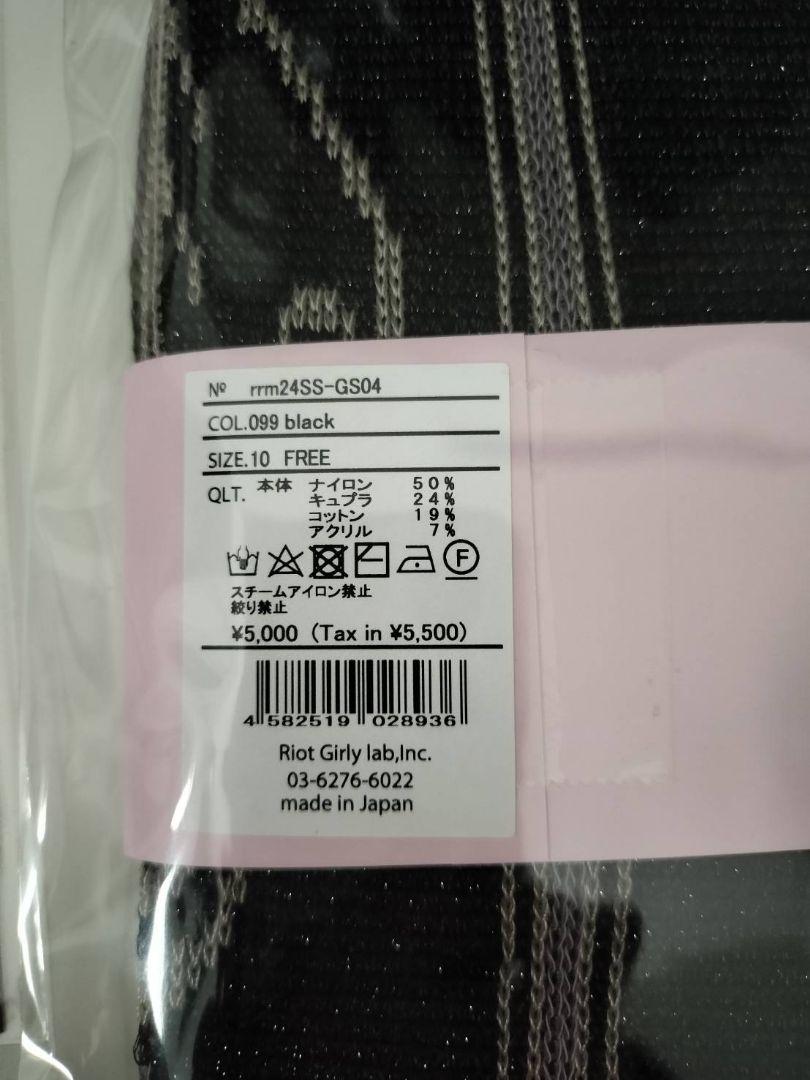 № rrm24SS-GS04
COL.099 black
SIZE.10 FREE
QLT. 本体 ナイロン 50%
キュプラ 24%
コットン 19%
アクリル 7%
F
スチームアイロン禁止
絞り禁止
¥5,000 (Tax in ¥5,500)
4 582519 028936
Riot Girly lab,Inc.
03-6276-6022
made in Japan